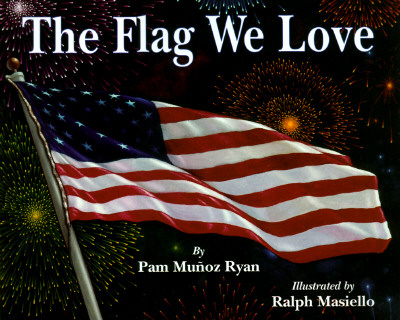 The Flag We Love
By
Pam Muñoz Ryan
Illustrated by
Ralph Masiello